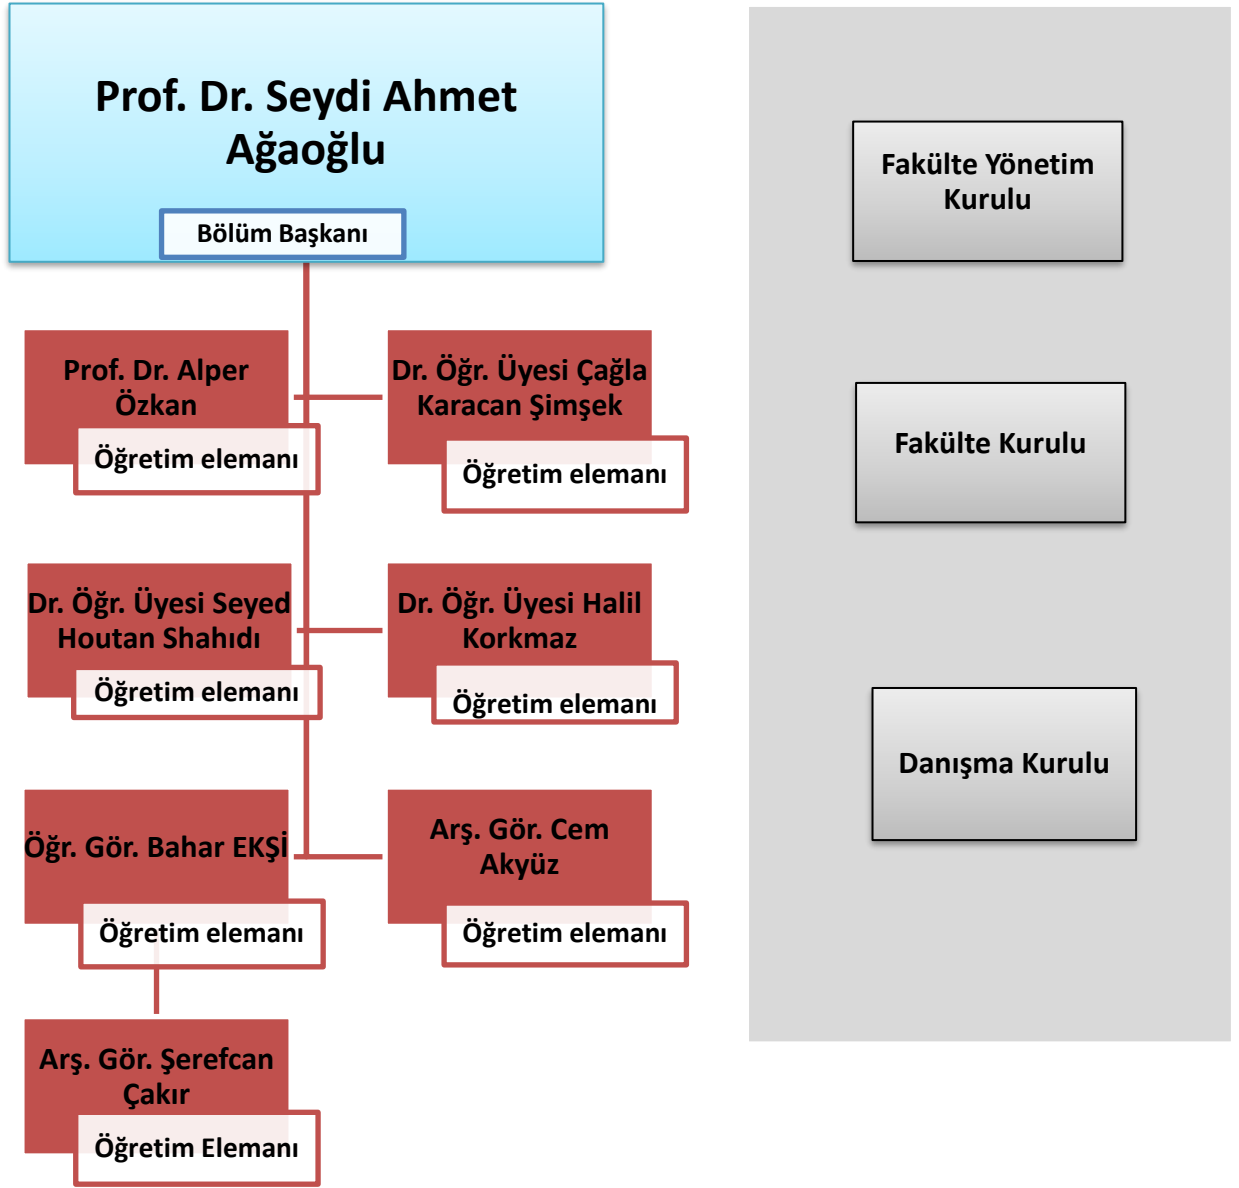 Prof. Dr. Seydi Ahmet
Ağaoğlu
Bölüm Başkanı
Prof. Dr. Alper
Özkan
Öğretim elemanı
Dr. Öğr. Üyesi Çağla
Karacan Şimşek
Öğretim elemanı
Dr. Öğr. Üyesi Seyed
Houtan Shahıdı
Öğretim elemanı
Dr. Öğr. Üyesi Halil
Korkmaz
Öğretim elemanı
Öğr. Gör. Bahar EKŞİ
Öğretim elemanı
Arş. Gör. Cem
Akyüz
Öğretim elemanı
Arş. Gör. Şerefcan
Çakır
Öğretim Elemanı
Fakülte Yönetim
Kurulu
Fakülte Kurulu
Danışma Kurulu